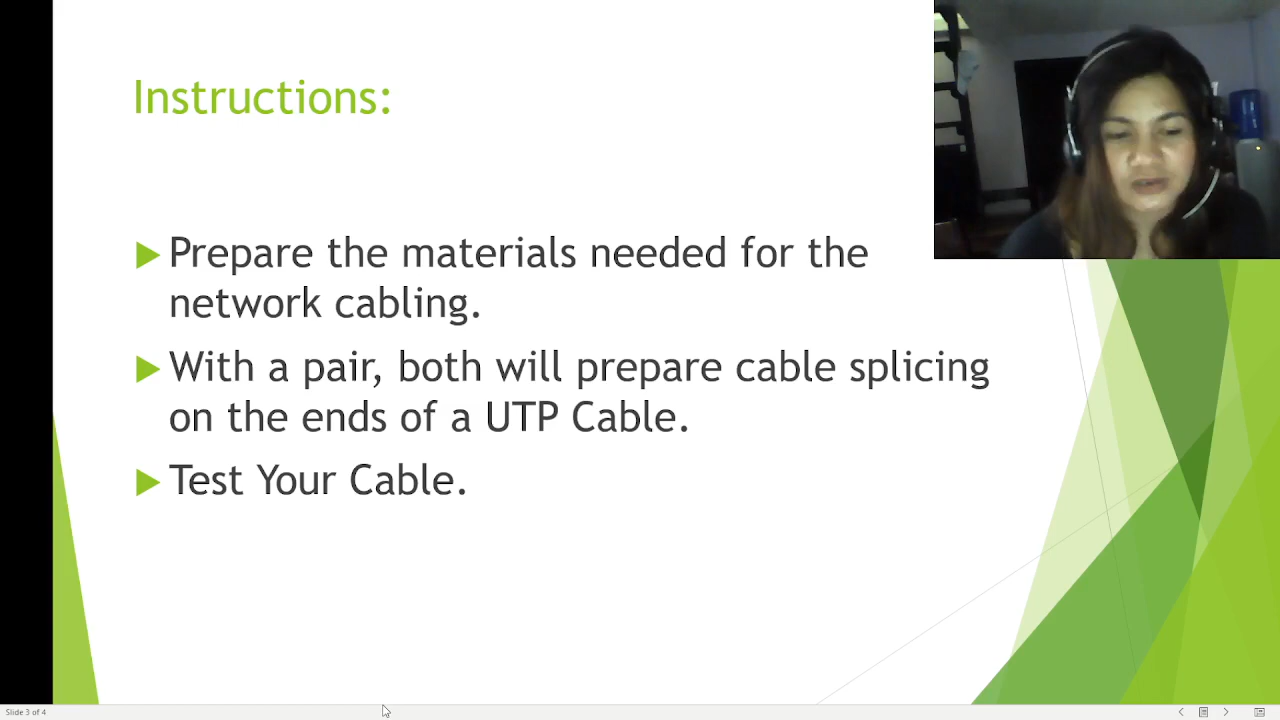 Instructions:
Prepare the materials needed for the
network cabling.
With a pair, both will prepare cable splicing
on the ends of a UTP Cable.
Test Your Cable.
Slide 3 of 4